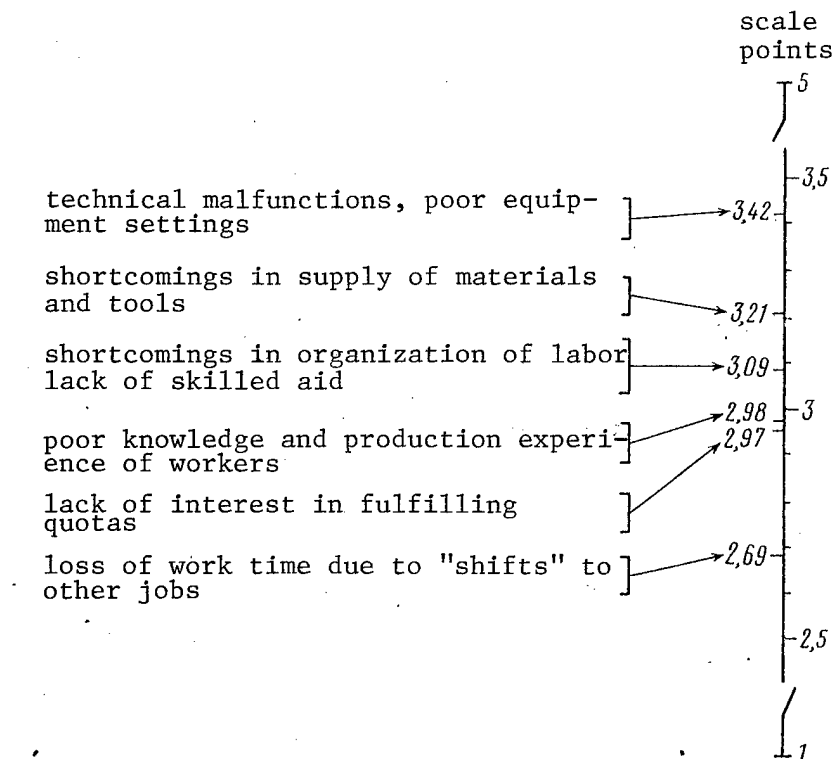 scale
points
5
3,5
technical malfunctions, poor equip-
ment settings
3,42
shortcomings in supply of materials
and tools
3,21
shortcomings in organization of labor
lack of skilled aid
3,09
3
2,98
poor knowledge and production experi-
ence of workers
2,97
lack of interest in fulfilling
quotas
loss of work time due to "shifts" to
other jobs
2,69
2,5
1